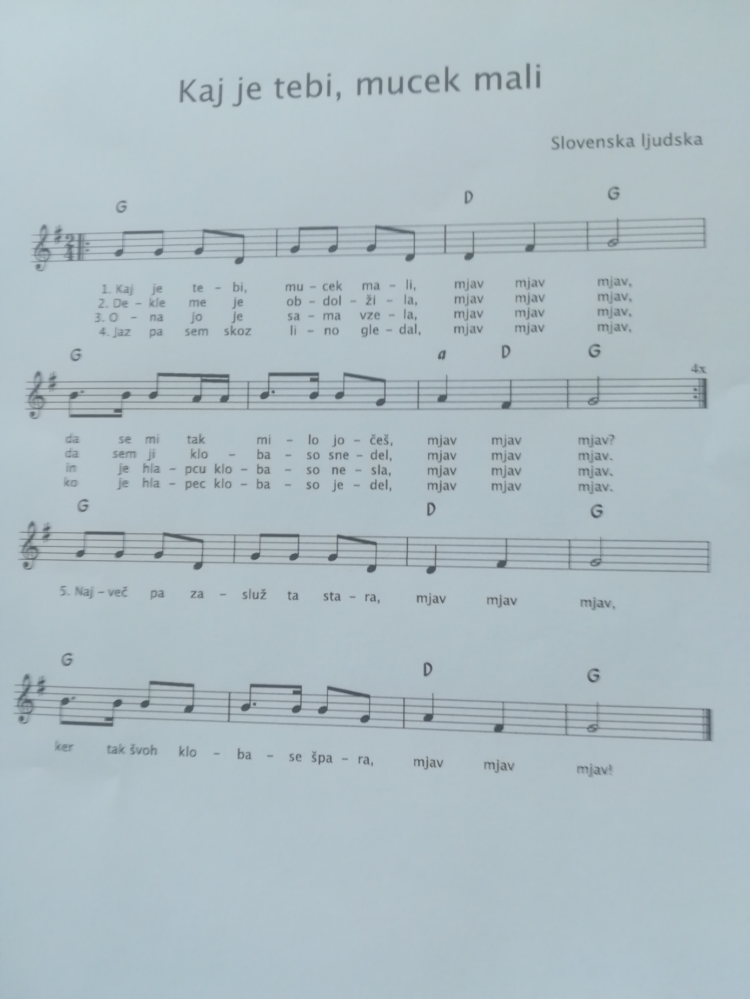 Kaj je tebi, mucek mali
Slovenska ljudska
G D G
2
4
1. Kaj je te – bi, mu – cek ma – li, mjav mjav mjav,
2. De – kle me je ob – dol – ži – la, mjav mjav mjav,
3. O – na jo je sa – ma vze – la, mjav mjav mjav,
4. Jaz pa sem skoz li – no gle – dal, mjav mjav mjav,
G a D G
4x
da se mi tak mi – lo jo – češ, mjav mjav mjav?
da sem ji klo – ba – so sne – del, mjav mjav mjav.
in je hla – pcu klo – ba – so ne – sla, mjav mjav mjav.
ko je hla – pec klo – ba – so je – del, mjav mjav mjav.
G D G
5. Naj – več pa za – služ ta sta – ra, mjav mjav mjav,
G D G
ker tak švoh klo – ba – se špa – ra, mjav mjav mjav!